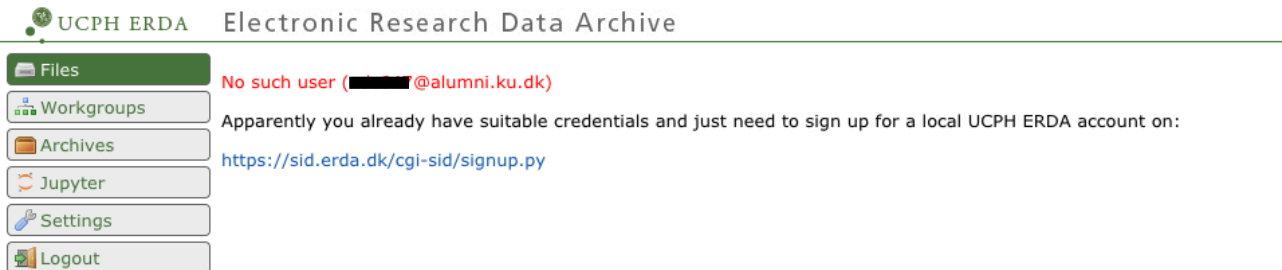 UCPH ERDA Electronic Research Data Archive
Files
No such user (@alumni.ku.dk)
Workgroups
Apparently you already have suitable credentials and just need to sign up for a local UCPH ERDA account on:
Archives
https://sid.erda.dk/cgi-sid/signup.py
Jupyter
Settings
Logout